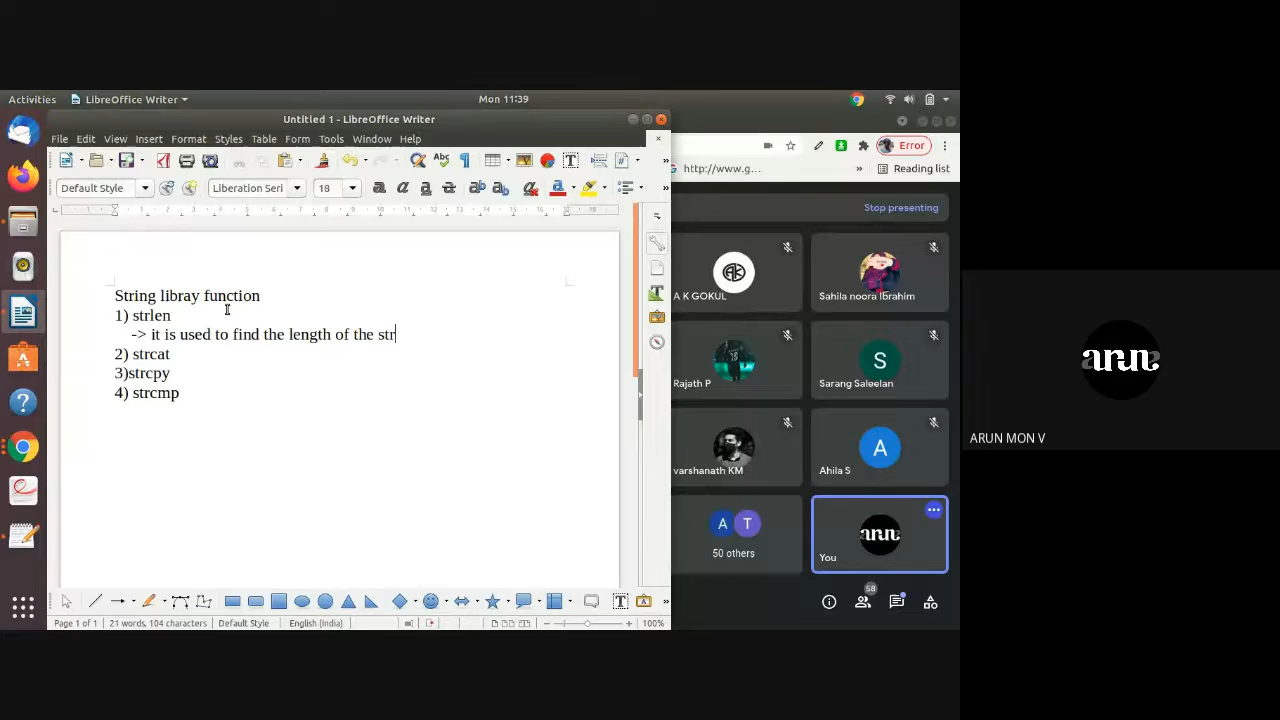 Activities LibreOffice Writer Mon 11:39
Untitled 1 - LibreOffice Writer
File Edit View Insert Format Styles Table Form Tools Window Help
Error
Abc
http://www.g... » Reading list
Default Style Liberation Seri 18
Stop presenting
String libray function
1) strlen
-> it is used to find the length of the str
2) strcat
3)strcpy
4) strcmp
AK
A K GOKUL Sahila noora Ibrahim
S
Rajath P Sarang Saleelan
A
varshanath KM Ahila S
A T arun
50 others You
58
arun
ARUN MON V
Page 1 of 1 21 words, 104 characters Default Style English (India) 100%